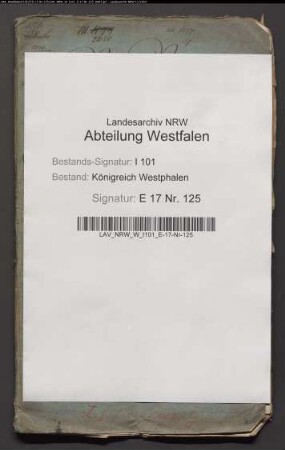 Landesarchiv NRW
Abteilung Westfalen
Bestands-Signatur: I 101
Bestand: Königreich Westphalen
Signatur: E 17 Nr. 125
LAV_NRW_W_I101_E-17-Nr-125